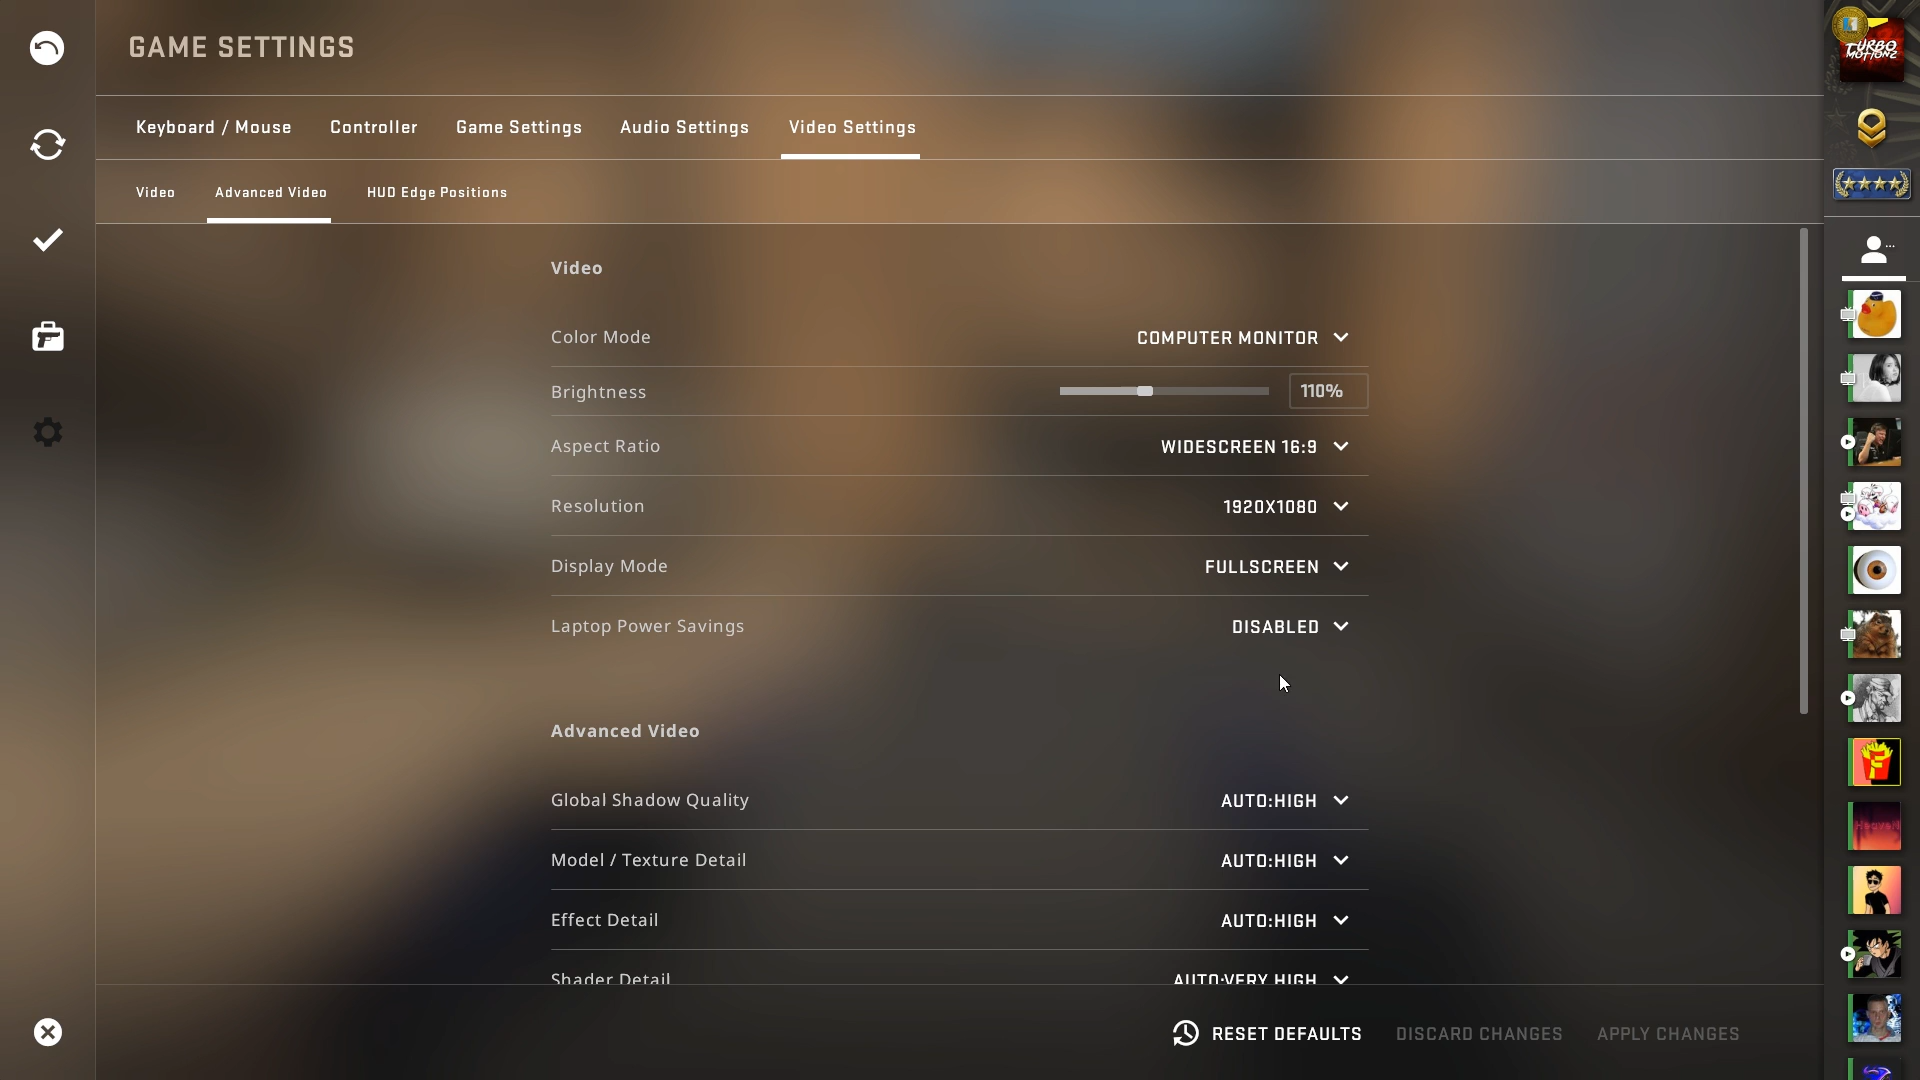 GAME SETTINGS
Keyboard / Mouse
Controller
Game Settings
Audio Settings
Video Settings
Video
Advanced Video
HUD Edge Positions
Video
Color Mode
COMPUTER MONITOR
Brightness
110%
Aspect Ratio
WIDESCREEN 16:9
Resolution
1920X1080
Display Mode
FULLSCREEN
Laptop Power Savings
DISABLED
Advanced Video
Global Shadow Quality
AUTO:HIGH
Model / Texture Detail
AUTO:HIGH
Effect Detail
AUTO:HIGH
Shader Detail
AUTO:VERY HIGH
RESET DEFAULTS
DISCARD CHANGES
APPLY CHANGES
TURBO
MOTIONZ
...
F
Heaven